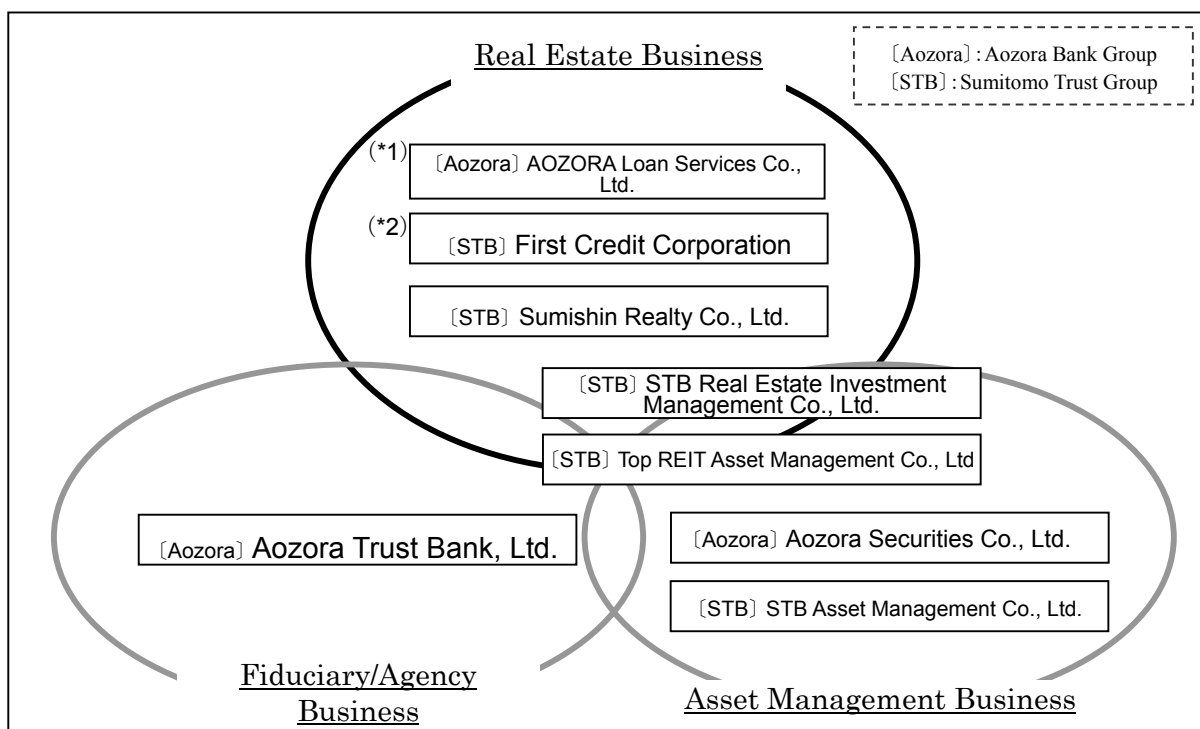 Real Estate Business
〔Aozora〕: Aozora Bank Group
〔STB〕: Sumitomo Trust Group
(*1)
〔Aozora〕 AOZORA Loan Services Co.,
Ltd.
(*2)
〔STB〕 First Credit Corporation
〔STB〕 Sumishin Realty Co., Ltd.
〔STB〕 STB Real Estate Investment
Management Co., Ltd.
〔STB〕 Top REIT Asset Management Co., Ltd
〔Aozora〕 Aozora Trust Bank, Ltd.
〔Aozora〕 Aozora Securities Co., Ltd.
〔STB〕 STB Asset Management Co., Ltd.
Fiduciary/Agency
Business
Asset Management Business